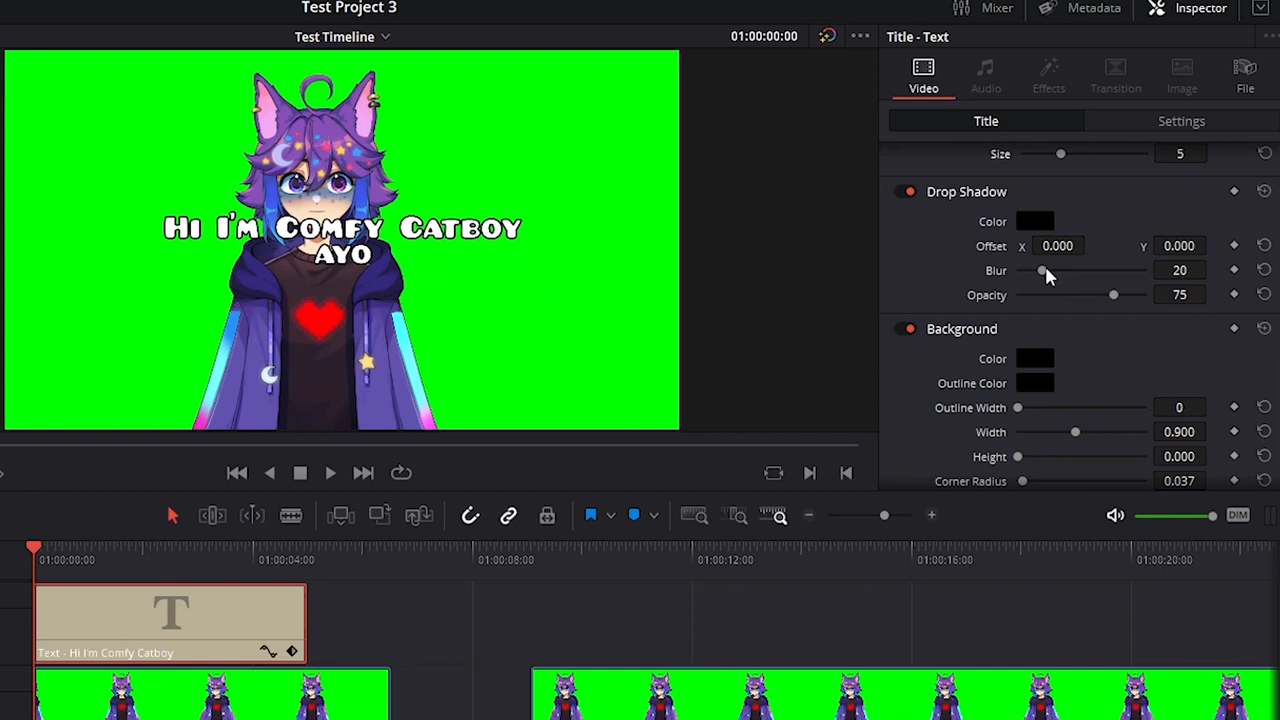 Test Project 3
Mixer
Metadata
Inspector
Test Timeline
01:00:00:00
Title - Text
Video
Audio
Effects
Transition
Image
File
Title
Settings
Size
5
Drop Shadow
Color
Offset X 0.000 Y 0.000
Blur 20
Opacity 75
Background
Color
Outline Color
Outline Width 0
Width 0.900
Height 0.000
Corner Radius 0.037
Hi I'm Comfy Catboy
AYO
DIM
01:00:00:00
01:00:04:00
01:00:08:00
01:00:12:00
01:00:16:00
01:00:20:00
T
Text - Hi I'm Comfy Catboy